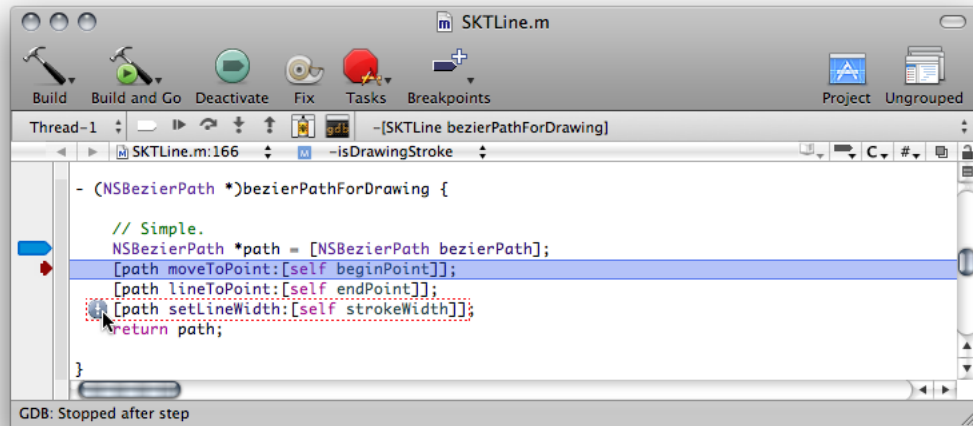 SKTLine.m
Build Build and Go Deactivate Fix Tasks Breakpoints Project Ungrouped
Thread-1 gdb -[SKTLine bezierPathForDrawing]
SKTLine.m:166 M -isDrawingStroke C #
- (NSBezierPath *)bezierPathForDrawing {
// Simple.
NSBezierPath *path = [NSBezierPath bezierPath];
[path moveToPoint:[self beginPoint]];
[path lineToPoint:[self endPoint]];
[path setLineWidth:[self strokeWidth]];
return path;
}
GDB: Stopped after step